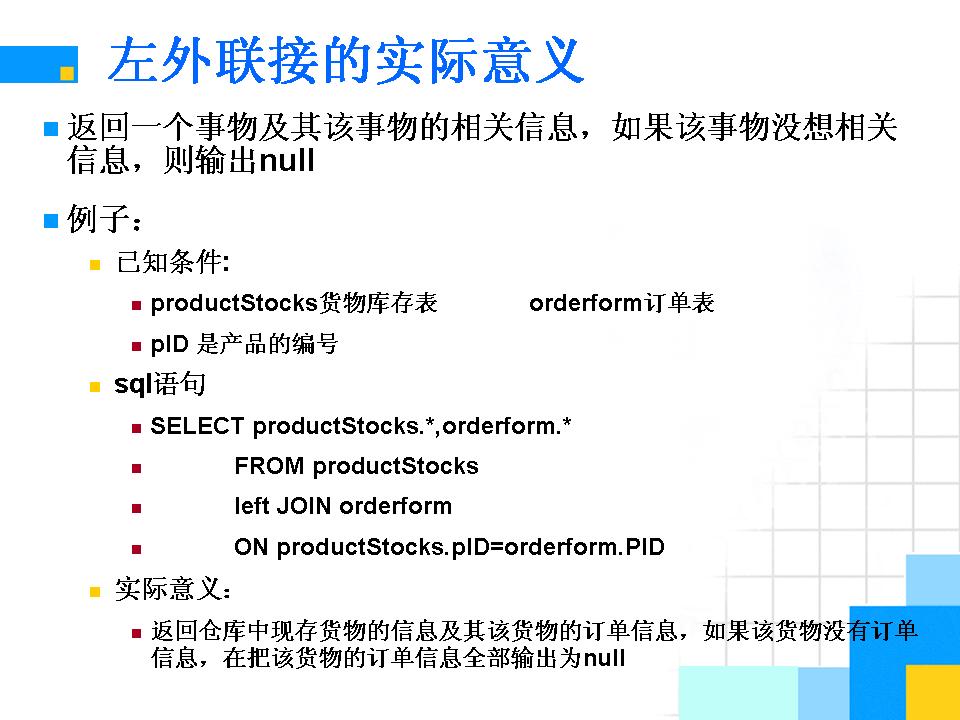 左外联接的实际意义
返回一个事物及其该事物的相关信息，如果该事物没想相关
信息，则输出null
例子：
已知条件:
productStocks货物库存表 orderform订单表
pID 是产品的编号
sql语句
SELECT productStocks.*,orderform.*
FROM productStocks
left JOIN orderform
ON productStocks.pID=orderform.PID
实际意义：
返回仓库中现存货物的信息及其该货物的订单信息，如果该货物没有订单
信息，在把该货物的订单信息全部输出为null